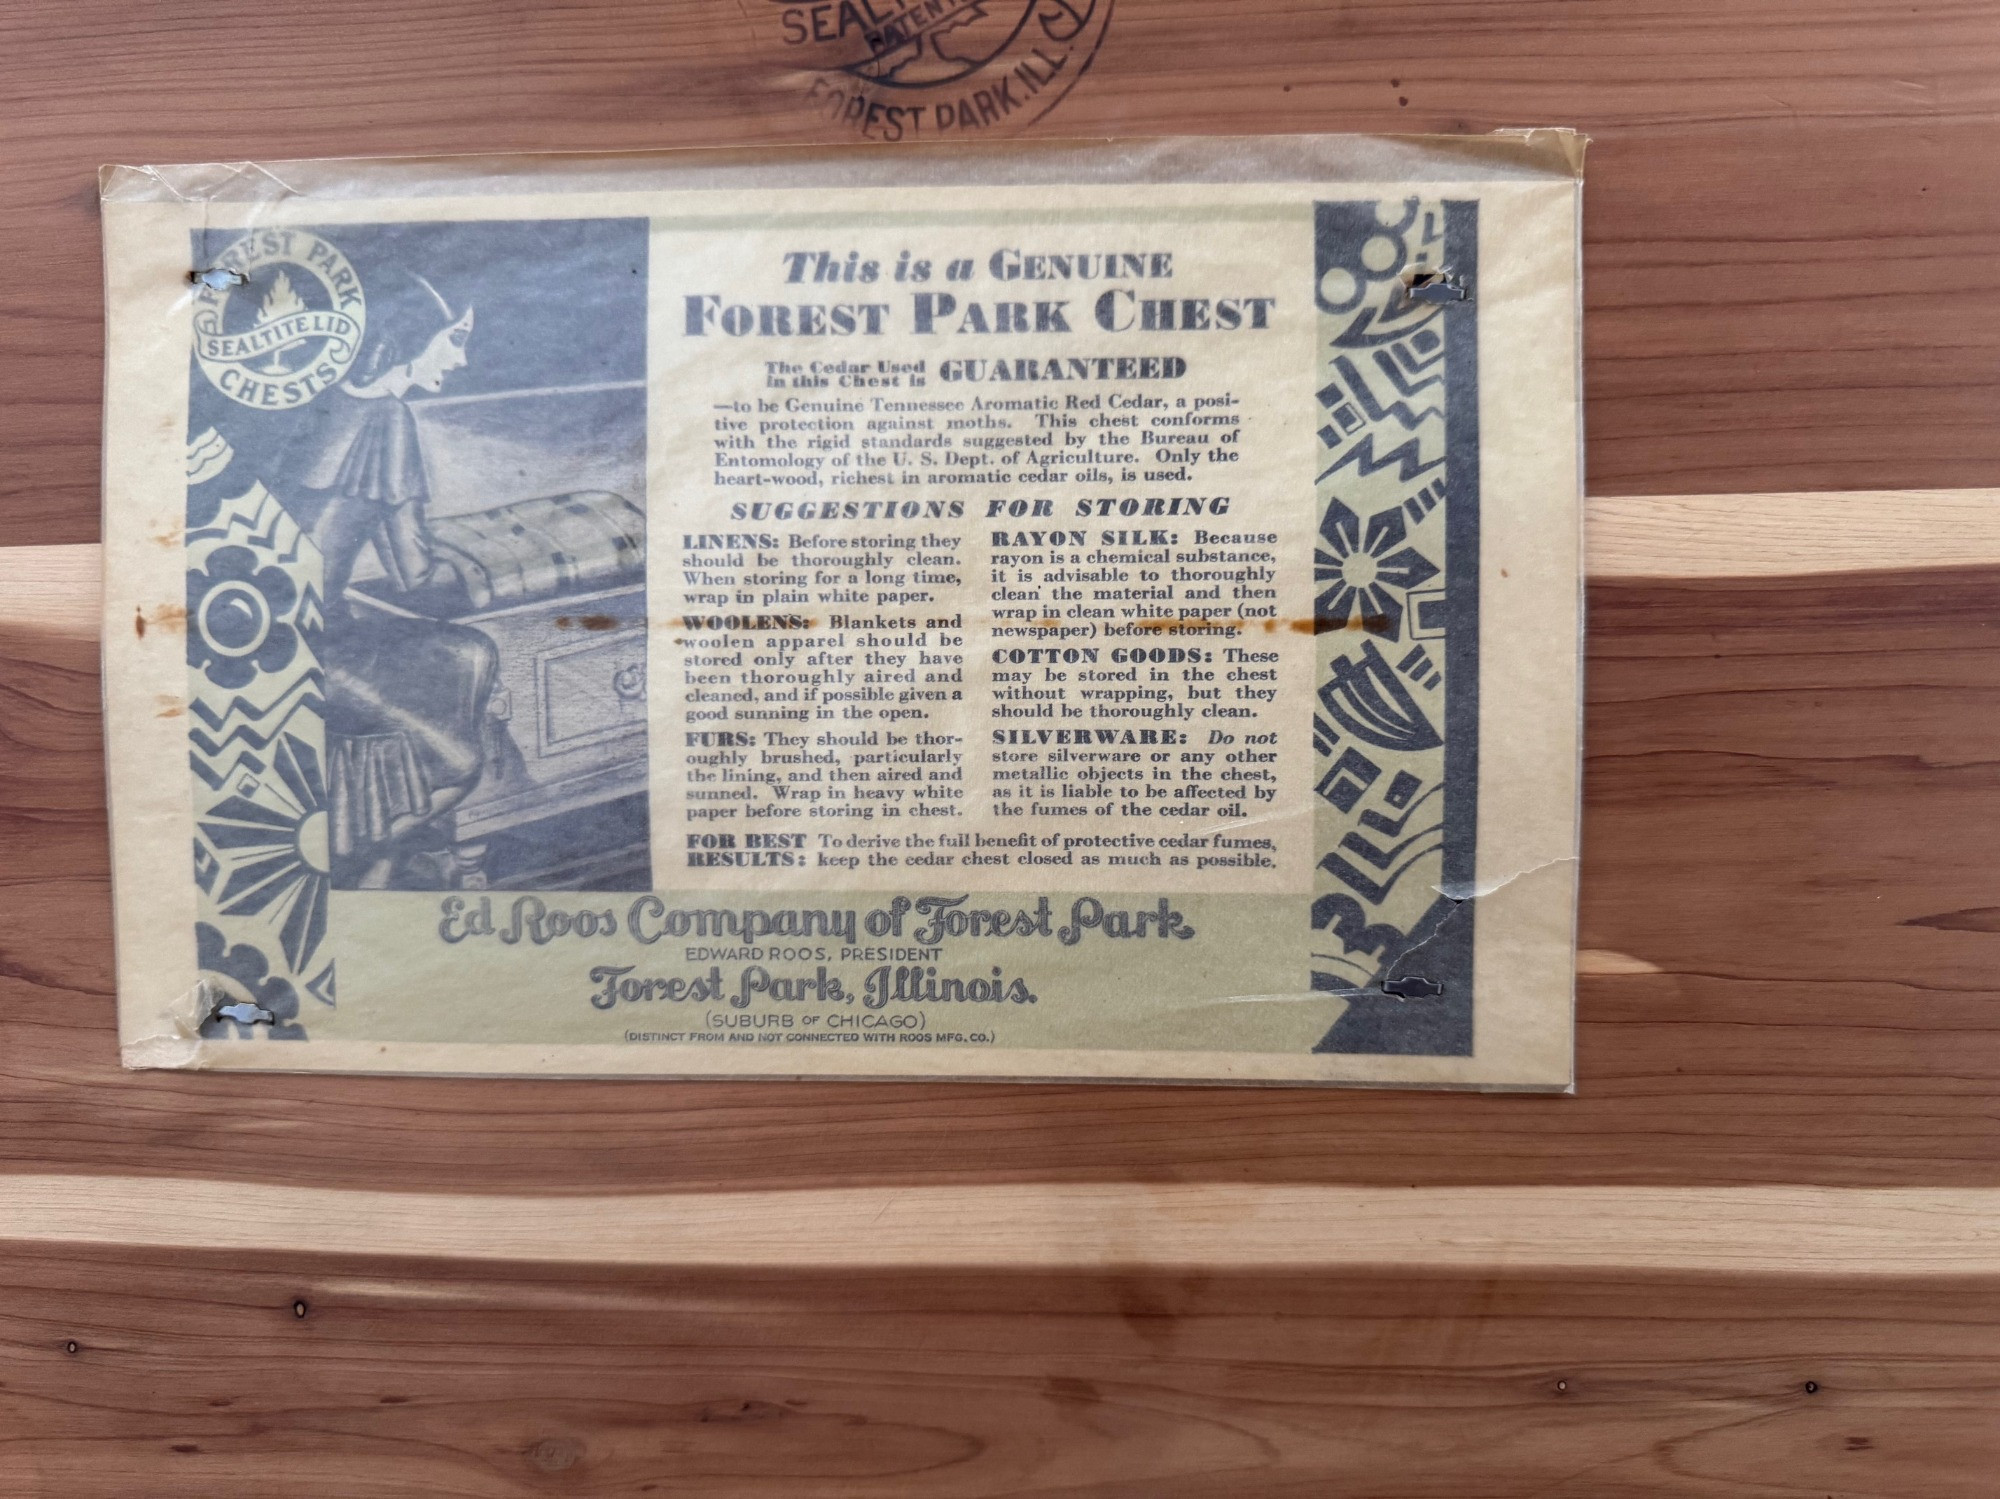 SEALT
PATENT
FOREST PARK. ILL.
FOREST PARK
SEALTITE LID
CHESTS
This is a GENUINE
FOREST PARK CHEST
The Cedar Used
In this Chest is GUARANTEED
—to be Genuine Tennessee Aromatic Red Cedar, a posi-
tive protection against moths. This chest conforms
with the rigid standards suggested by the Bureau of
Entomology of the U. S. Dept. of Agriculture. Only the
heart-wood, richest in aromatic cedar oils, is used.
SUGGESTIONS FOR STORING
LINENS: Before storing they
should be thoroughly clean.
When storing for a long time,
wrap in plain white paper.
WOOLENS: Blankets and
woolen apparel should be
stored only after they have
been thoroughly aired and
cleaned, and if possible given a
good sunning in the open.
FURS: They should be thor-
oughly brushed, particularly
the lining, and then aired and
sunned. Wrap in heavy white
paper before storing in chest.
RAYON SILK: Because
rayon is a chemical substance,
it is advisable to thoroughly
clean the material and then
wrap in clean white paper (not
newspaper) before storing.
COTTON GOODS: These
may be stored in the chest
without wrapping, but they
should be thoroughly clean.
SILVERWARE: Do not
store silverware or any other
metallic objects in the chest,
as it is liable to be affected by
the fumes of the cedar oil.
FOR BEST To derive the full benefit of protective cedar fumes,
RESULTS: keep the cedar chest closed as much as possible.
Ed Roos Company of Forest Park
EDWARD ROOS, PRESIDENT
Forest Park, Illinois.
(SUBURB OF CHICAGO)
(DISTINCT FROM AND NOT CONNECTED WITH ROOS MFG. CO.)